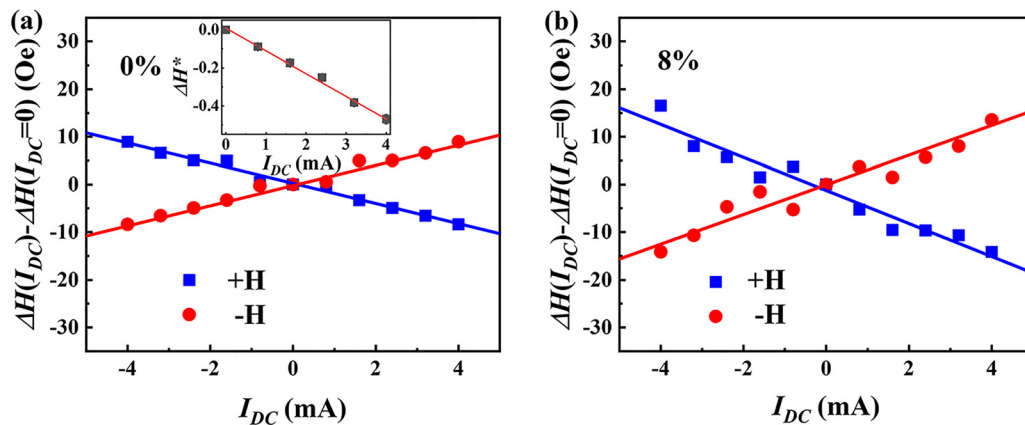 (a)
ΔH(I_DC)-ΔH(I_DC=0) (Oe)
30
20
10
0
-10
-20
-30
0%
ΔH*
0.0
-0.2
-0.4
0 1 2 3 4
I_DC (mA)
+H
-H
-4 -2 0 2 4
I_DC (mA)
(b)
ΔH(I_DC)-ΔH(I_DC=0) (Oe)
30
20
10
0
-10
-20
-30
8%
+H
-H
-4 -2 0 2 4
I_DC (mA)